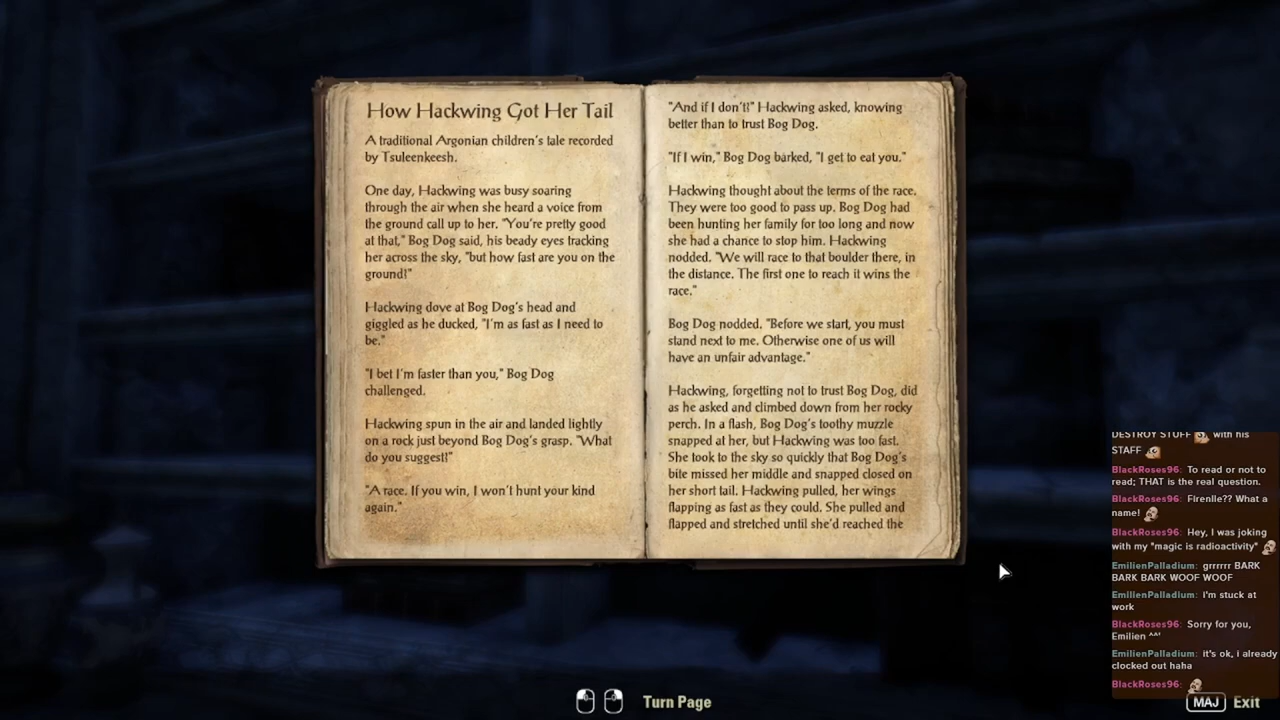 How Hackwing Got Her Tail
A traditional Argonian children's tale recorded
by Tsuleenkeesh.
One day, Hackwing was busy soaring
through the air when she heard a voice from
the ground call up to her. "You're pretty good
at that," Bog Dog said, his beady eyes tracking
her across the sky, "but how fast are you on the
ground?"
Hackwing dove at Bog Dog's head and
giggled as he ducked, "I'm as fast as I need to
be."
"I bet I'm faster than you," Bog Dog
challenged.
Hackwing spun in the air and landed lightly
on a rock just beyond Bog Dog's grasp. "What
do you suggest?"
"A race. If you win, I won't hunt your kind
again."
"And if I don't?" Hackwing asked, knowing
better than to trust Bog Dog.
"If I win," Bog Dog barked, "I get to eat you."
Hackwing thought about the terms of the race.
They were too good to pass up. Bog Dog had
been hunting her family for too long and now
she had a chance to stop him. Hackwing
nodded. "We will race to that boulder there, in
the distance. The first one to reach it wins the
race."
Bog Dog nodded. "Before we start, you must
stand next to me. Otherwise one of us will
have an unfair advantage."
Hackwing, forgetting not to trust Bog Dog, did
as he asked and climbed down from her rocky
perch. In a flash, Bog Dog's toothy muzzle
snapped at her, but Hackwing was too fast.
She took to the sky so quickly that Bog Dog's
bite missed her middle and snapped closed on
her short tail. Hackwing pulled, her wings
flapping as fast as they could. She pulled and
flapped and stretched until she'd reached the
DESTROY STUFF with his
STAFF
BlackRoses96: To read or not to
read; THAT is the real question.
BlackRoses96: Firenlle?? What a
name!
BlackRoses96: Hey, I was joking
with my "magic is radioactivity"
EmilienPalladium: grrrrrr BARK
BARK BARK WOOF WOOF
EmilienPalladium: I'm stuck at
work
BlackRoses96: Sorry for you,
Emilien ^^'
EmilienPalladium: it's ok, i already
clocked out haha
BlackRoses96:
Turn Page
MAJ Exit